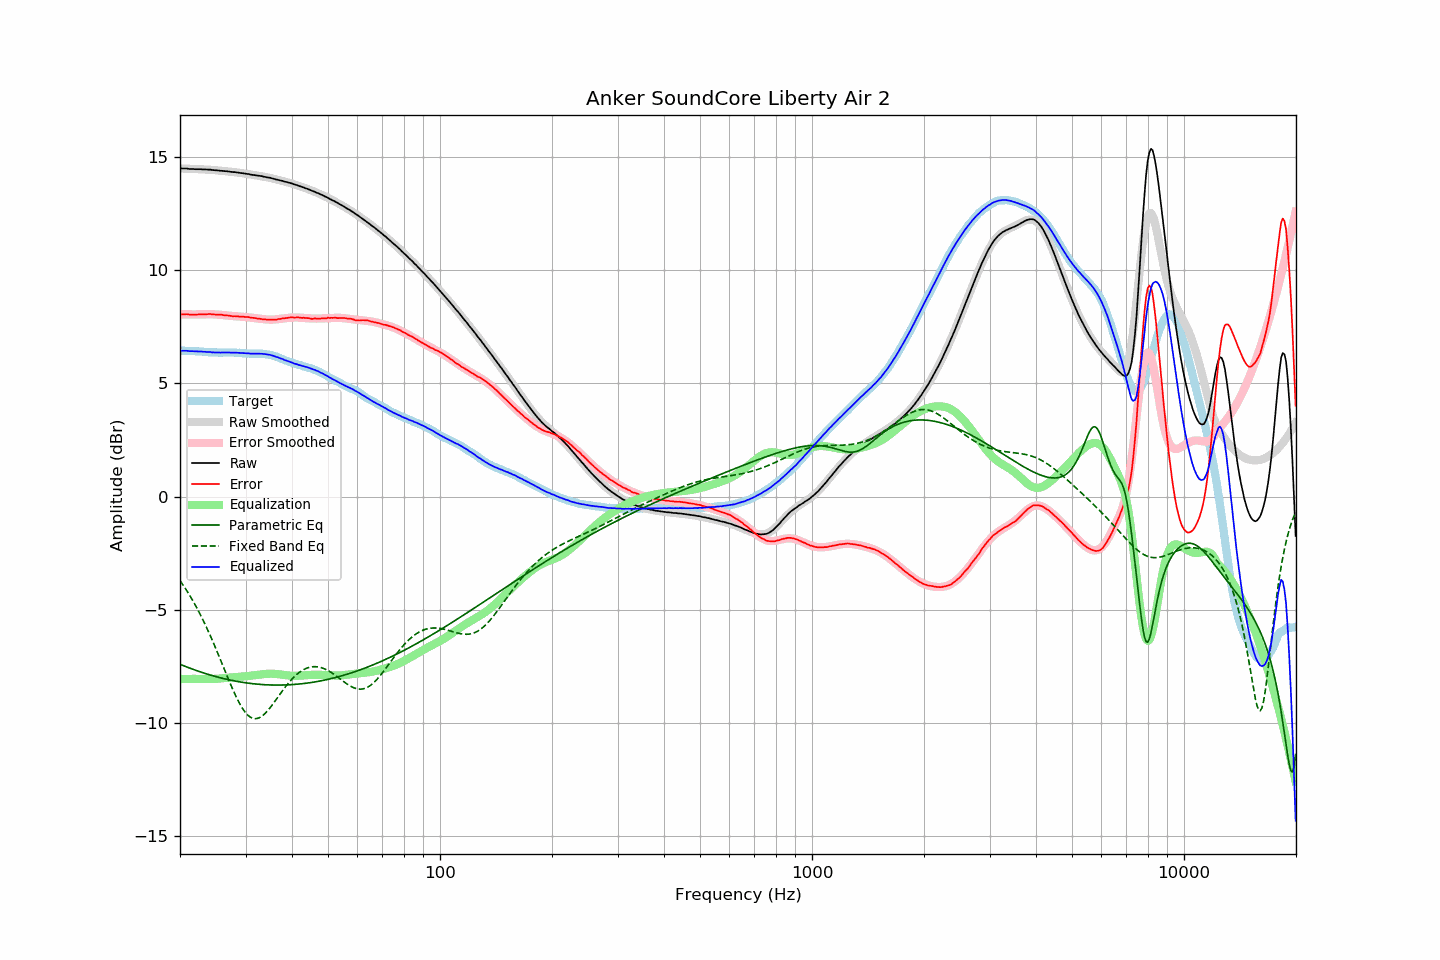 Anker SoundCore Liberty Air 2
15
10
5
0
−5
−10
−15
Amplitude (dBr)
Target
Raw Smoothed
Error Smoothed
Raw
Error
Equalization
Parametric Eq
Fixed Band Eq
Equalized
100
1000
10000
Frequency (Hz)